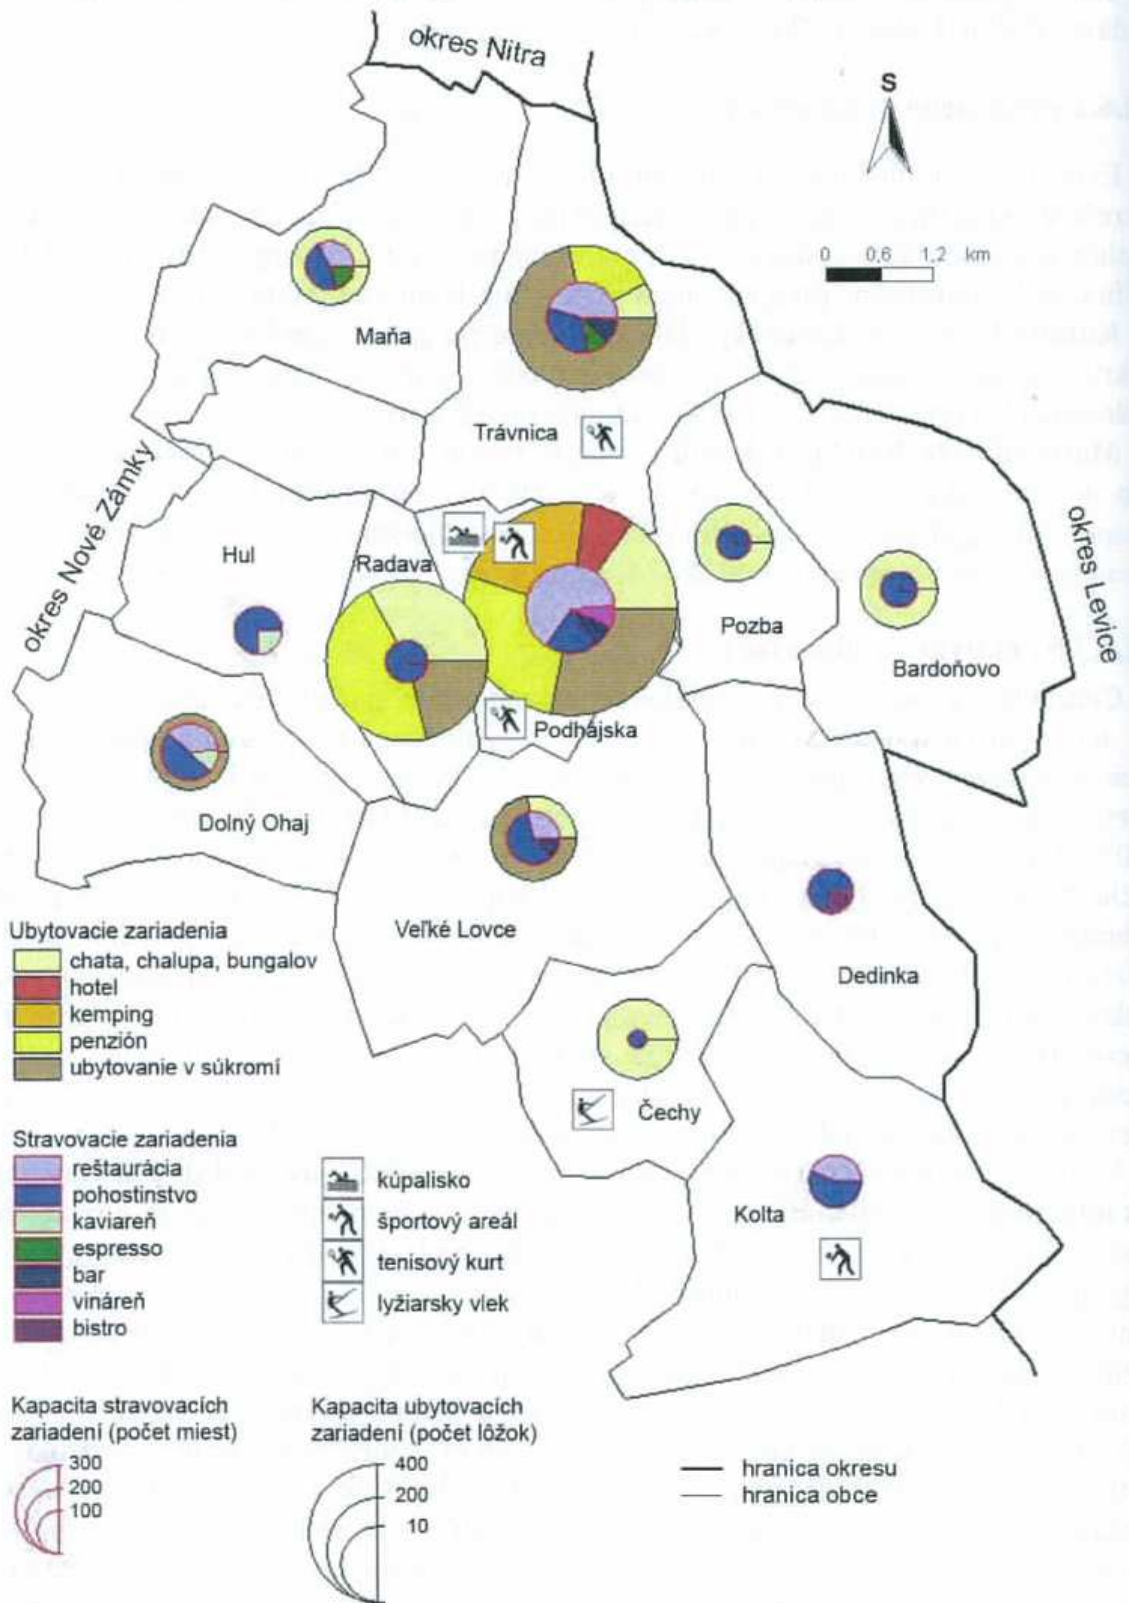 okres Nitra
S
0 0,6 1,2 km
Maňa
Trávnica
okres Nové Zámky
Hul
Radava
okres Levice
Pozba
Bardoňovo
Podhájska
Dolný Ohaj
Veľké Lovce
Dedinka
Čechy
Kolta
Ubytovacie zariadenia
chata, chalupa, bungalov
hotel
kemping
penzión
ubytovanie v súkromí
Stravovacie zariadenia
reštaurácia
pohostinstvo
kaviareň
espresso
bar
vináreň
bistro
kúpalisko
športový areál
tenisový kurt
lyžiarsky vlek
Kapacita stravovacích
zariadení (počet miest)
300
200
100
Kapacita ubytovacích
zariadení (počet lôžok)
400
200
10
hranica okresu
hranica obce